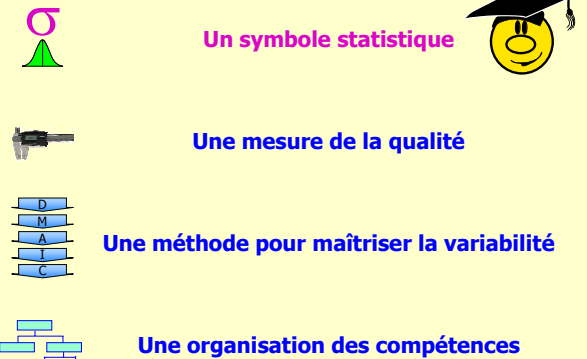 σ
Un symbole statistique
Une mesure de la qualité
D
M
A
I
C
Une méthode pour maîtriser la variabilité
Une organisation des compétences